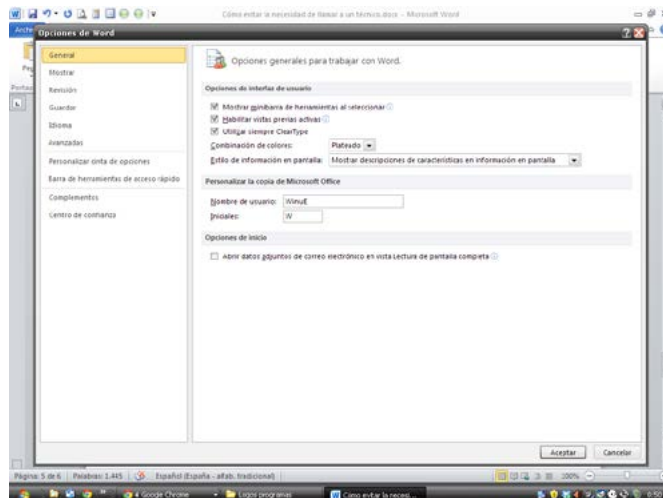 Cómo evitar la necesidad de llamar a un técnico.docx - Microsoft Word
Opciones de Word
General
Mostrar
Revisión
Guardar
Idioma
Avanzadas
Personalizar cinta de opciones
Barra de herramientas de acceso rápido
Complementos
Centro de confianza
Opciones generales para trabajar con Word.
Opciones de interfaz de usuario
Mostrar minibarra de herramientas al seleccionar
Habilitar vistas previas activas
Utilizar siempre ClearType
Combinación de colores: Plateado
Estilo de información en pantalla: Mostrar descripciones de características en información en pantalla
Personalizar la copia de Microsoft Office
Nombre de usuario: WinuE
Iniciales: W
Opciones de inicio
Abrir datos adjuntos de correo electrónico en vista Lectura de pantalla completa
Aceptar Cancelar
Página: 5 de 6 Palabras: 1.445 Español (España - alfab. tradicional) 100%
4 Google Chrome Logos programas Cómo evitar la necesi...